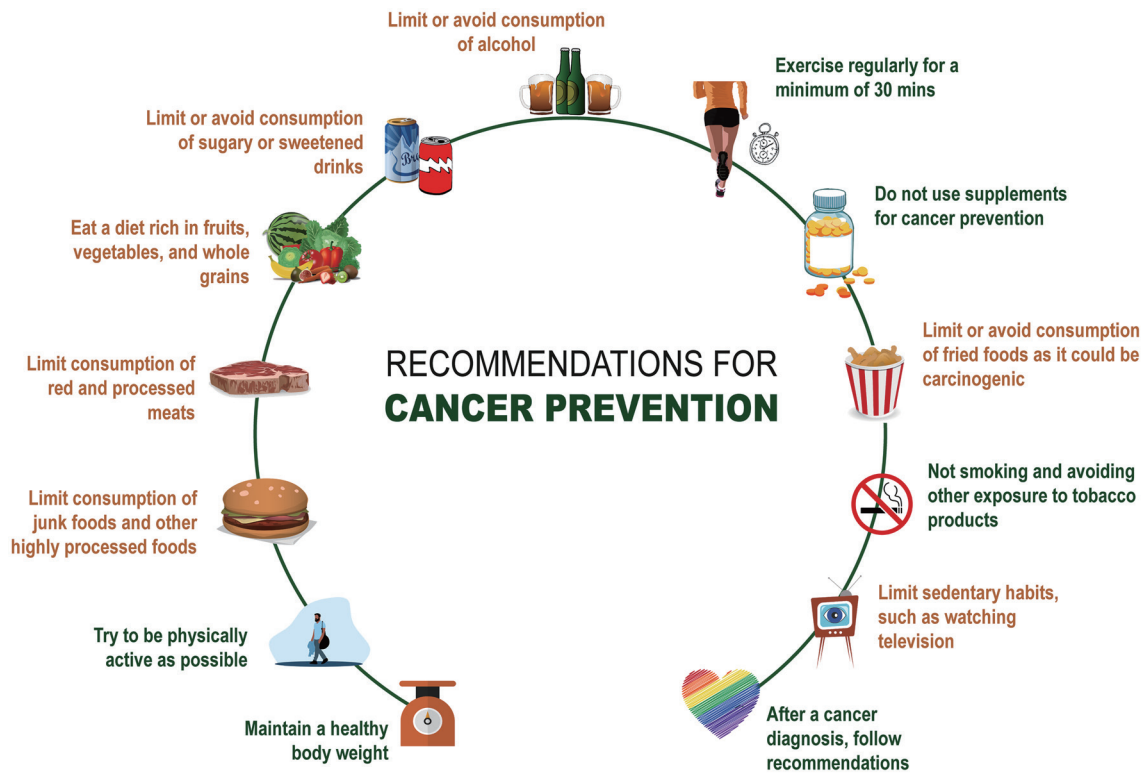 Limit or avoid consumption
of alcohol
Exercise regularly for a
minimum of 30 mins
Limit or avoid consumption
of sugary or sweetened
drinks
Do not use supplements
for cancer prevention
Eat a diet rich in fruits,
vegetables, and whole
grains
Limit or avoid consumption
of fried foods as it could be
carcinogenic
Limit consumption of
red and processed
meats
RECOMMENDATIONS FOR
CANCER PREVENTION
Not smoking and avoiding
other exposure to tobacco
products
Limit consumption of
junk foods and other
highly processed foods
Limit sedentary habits,
such as watching
television
Try to be physically
active as possible
After a cancer
diagnosis, follow
recommendations
Maintain a healthy
body weight